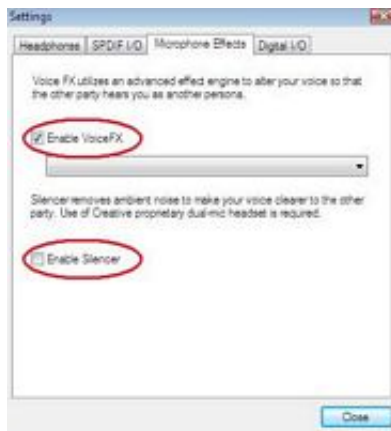 Settings
Headphones SPDIF I/O Microphone Effects Digital I/O
Voice FX utilizes an advanced effect engine to alter your voice so that
the other party hears you as another persona.
Enable VoiceFX
Silencer removes ambient noise to make your voice clearer to the other
party. Use of Creative proprietary dual-mic headset is required.
Enable Silencer
Close